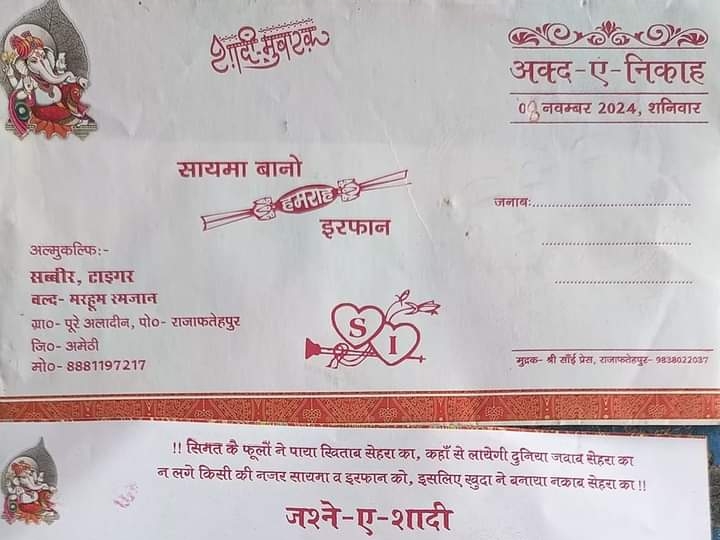 शादी मुबारक
अक्द-ए-निकाह
08 नवम्बर 2024, शनिवार
सायमा बानो
हमराह
इरफान
जनाबः
अल्मुकल्फिः-
सब्बीर, टाइगर
वल्द- मरहूम रमजान
ग्रा०- पूरे अलादीन, पो०- राजाफतेहपुर
जि०- अमेठी
मो०- 8881197217
S I
मुद्रक- श्री साँई प्रेस, राजाफतेहपुर- 9838022037
!! सिमत कै फूलौं ने पाया खिताब सेहरा का, कहाँ से लायेगी दुनिया जवाब सेहरा का
न लगे किसी की नजर सायमा व इरफान को, इसलिए खुदा ने बनाया नकाब सेहरा का !!
जश्ने-ए-शादी